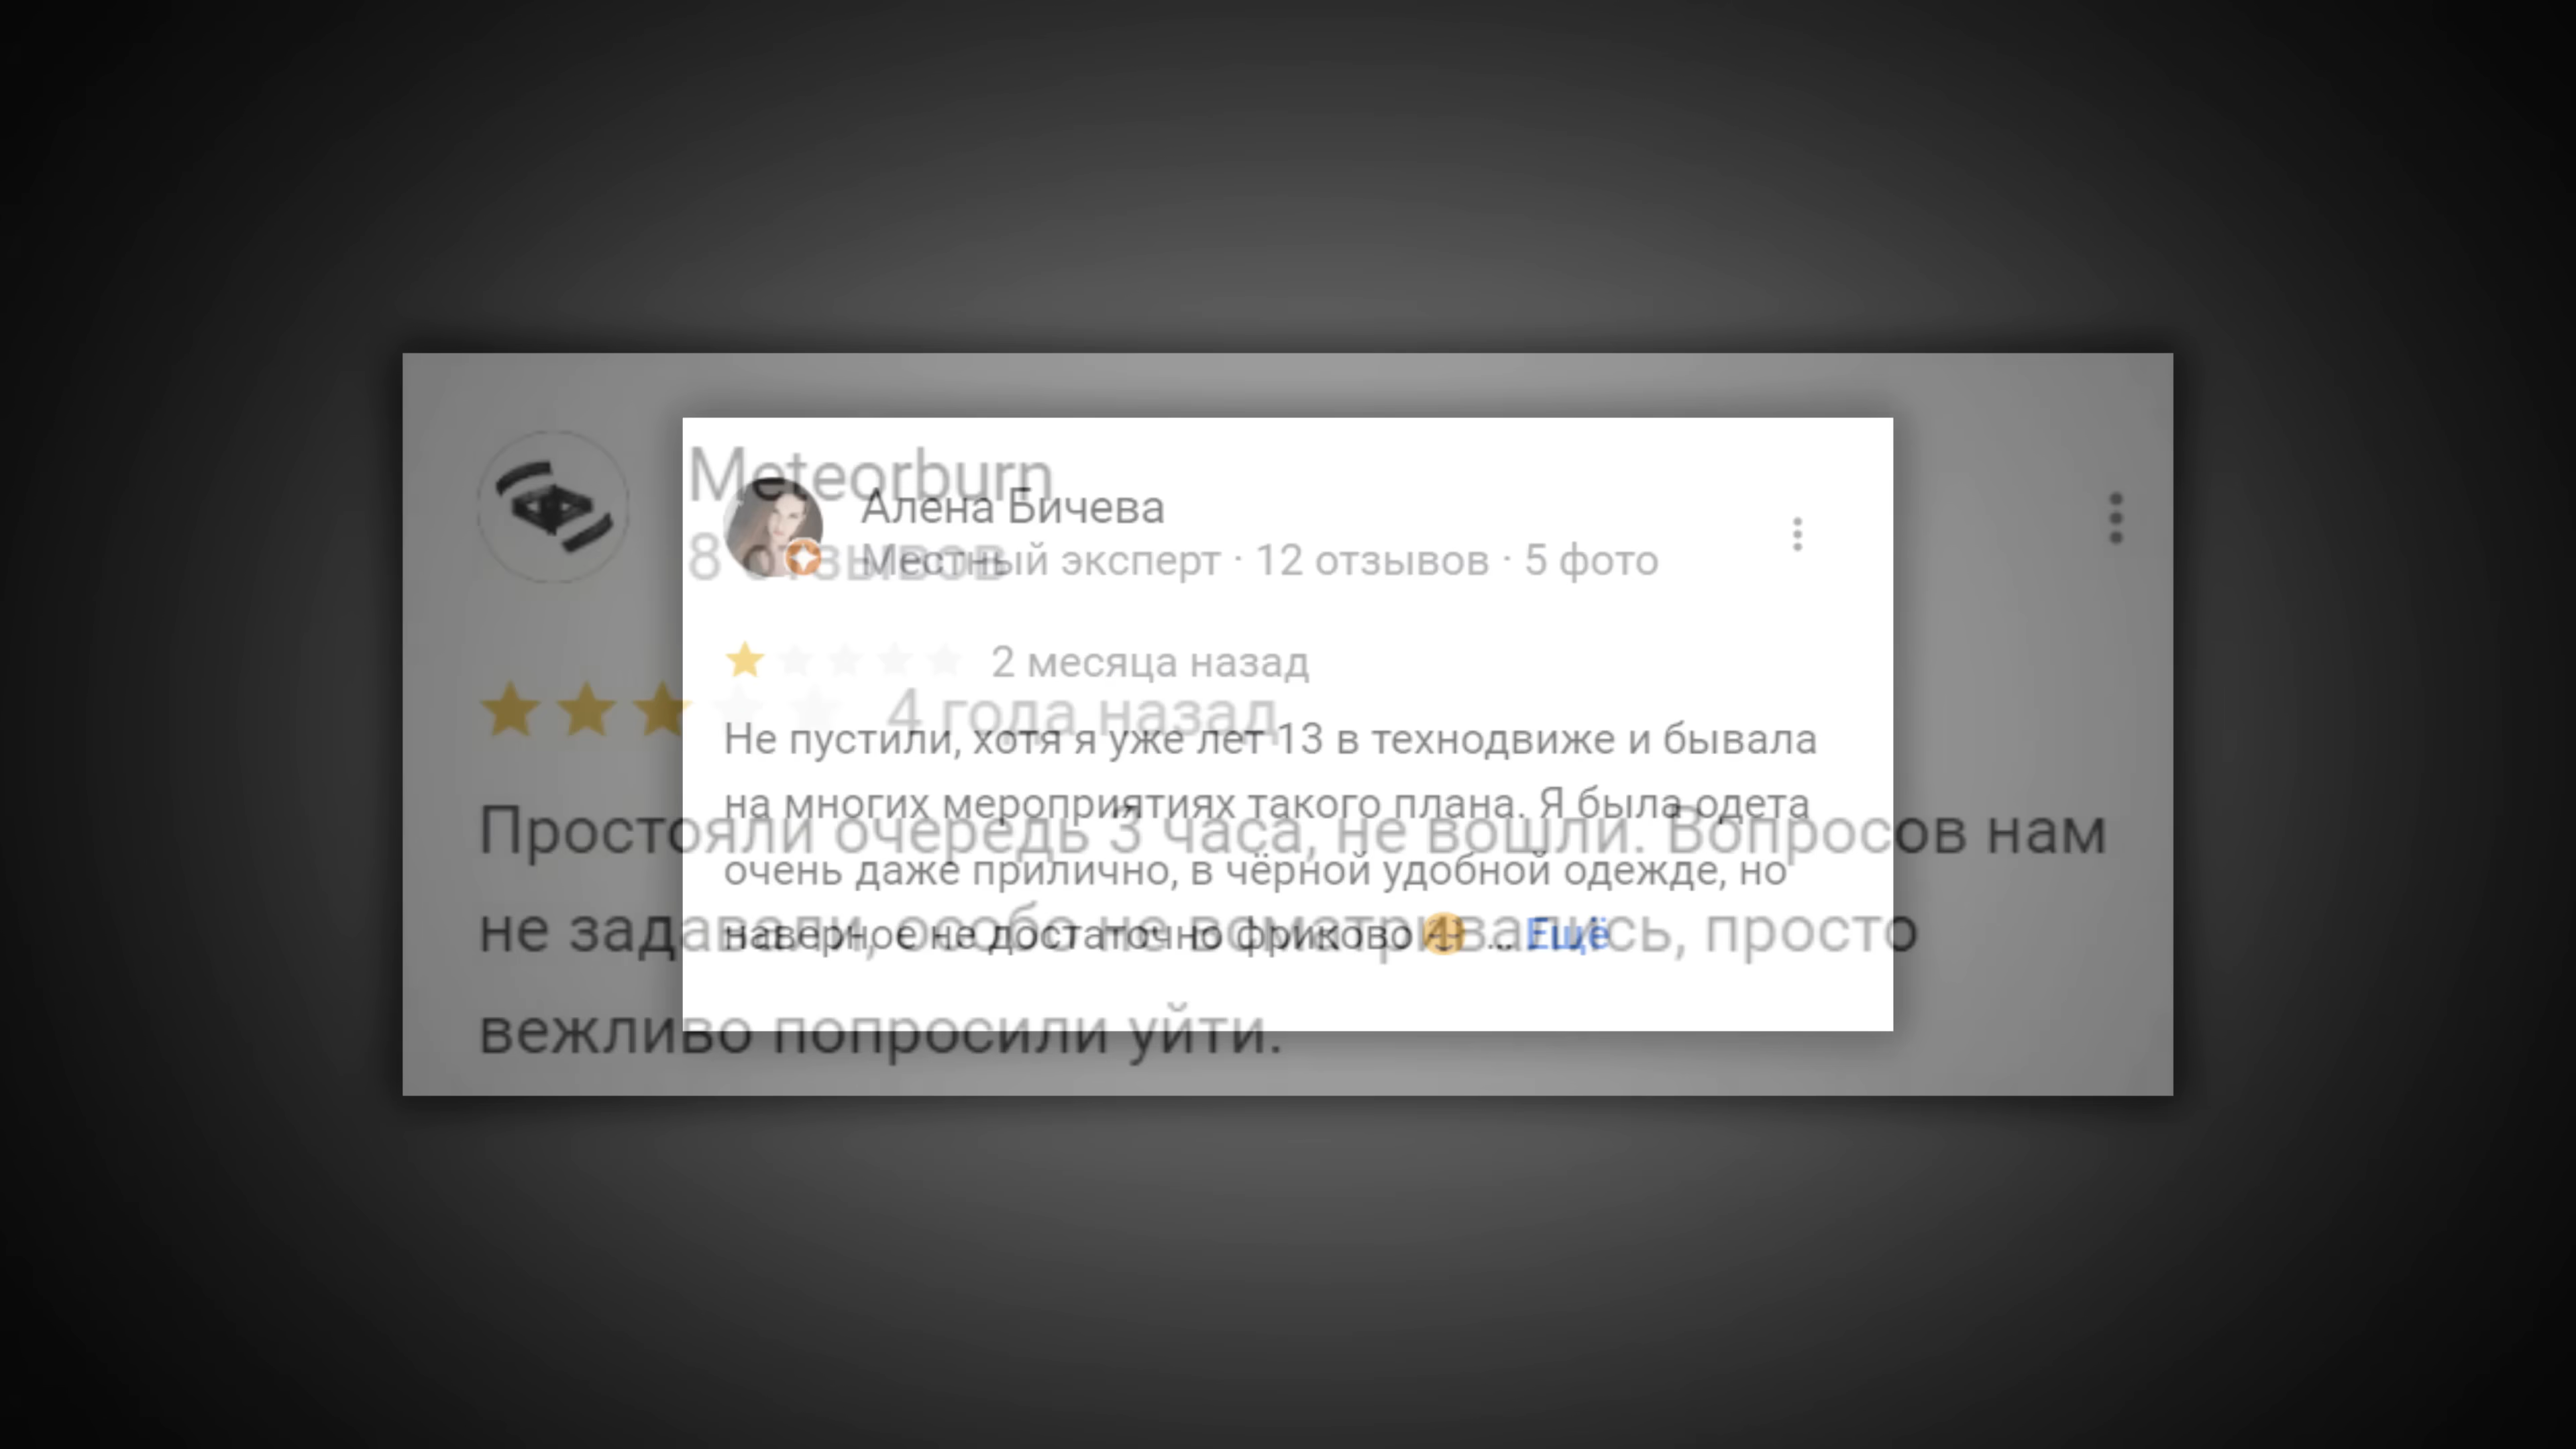 Meteorburn
8 отзывов
4 года назад
Простояли очередь 3 часа, не вошли. Вопросов нам
не задавали, особо не всматривались, просто
вежливо попросили уйти.
Алена Бичева
Местный эксперт · 12 отзывов · 5 фото
2 месяца назад
Не пустили, хотя я уже лет 13 в технодвиже и бывала
на многих мероприятиях такого плана. Я была одета
очень даже прилично, в чёрной удобной одежде, но
наверное не достаточно фриково ... Ещё